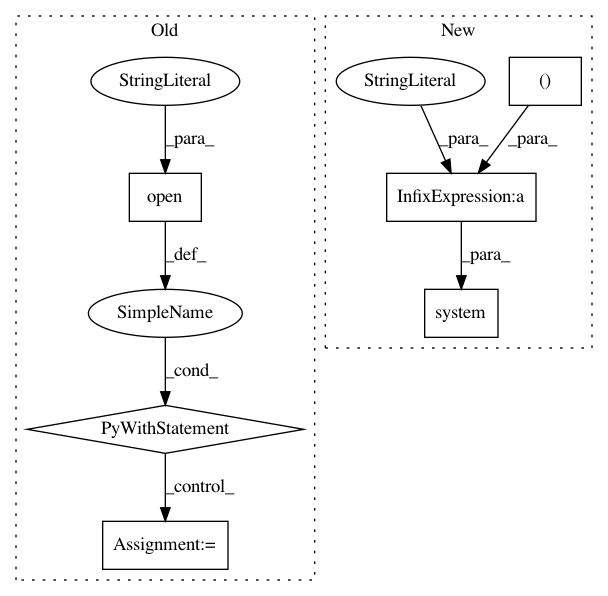 Old
StringLiteral
_para_
open
_def_
SimpleName
_cond_
PyWithStatement
_control_
Assignment:=
New
StringLiteral
()
_para_
_para_
InfixExpression:a
_para_
system